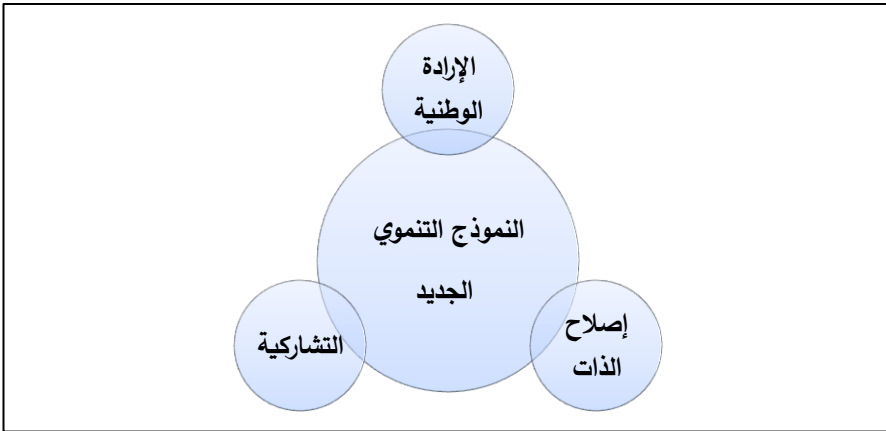 الإرادة
الوطنية
النموذج التنموي
الجديد
إصلاح
الذات
التشاركية